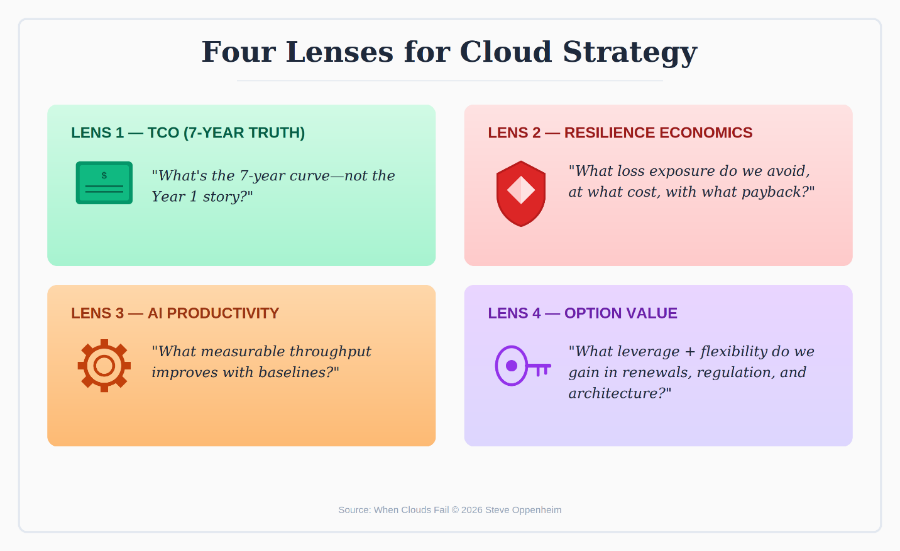 Four Lenses for Cloud Strategy
LENS 1 — TCO (7-YEAR TRUTH)
$
"What's the 7-year curve—not the
Year 1 story?"
LENS 2 — RESILIENCE ECONOMICS
"What loss exposure do we avoid,
at what cost, with what payback?"
LENS 3 — AI PRODUCTIVITY
"What measurable throughput
improves with baselines?"
LENS 4 — OPTION VALUE
"What leverage + flexibility do we
gain in renewals, regulation, and
architecture?"
Source: When Clouds Fail © 2026 Steve Oppenheim